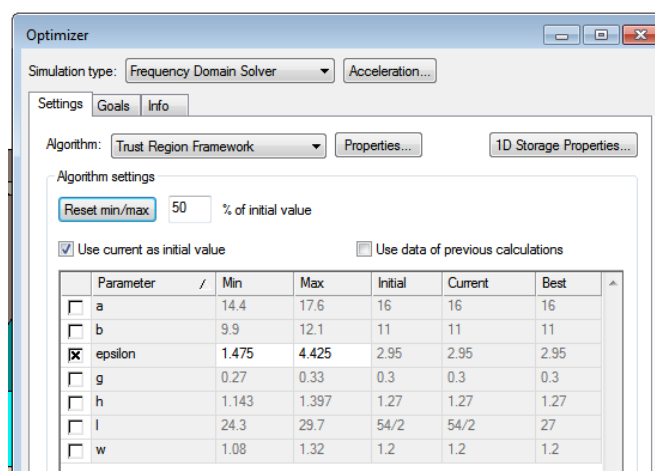 Optimizer
Simulation type: Frequency Domain Solver Acceleration...
Settings Goals Info
Algorithm: Trust Region Framework Properties... 1D Storage Properties...
Algorithm settings
Reset min/max 50 % of initial value
Use current as initial value Use data of previous calculations
Parameter / Min Max Initial Current Best
a 14.4 17.6 16 16 16
b 9.9 12.1 11 11 11
epsilon 1.475 4.425 2.95 2.95 2.95
g 0.27 0.33 0.3 0.3 0.3
h 1.143 1.397 1.27 1.27 1.27
l 24.3 29.7 54/2 54/2 27
w 1.08 1.32 1.2 1.2 1.2